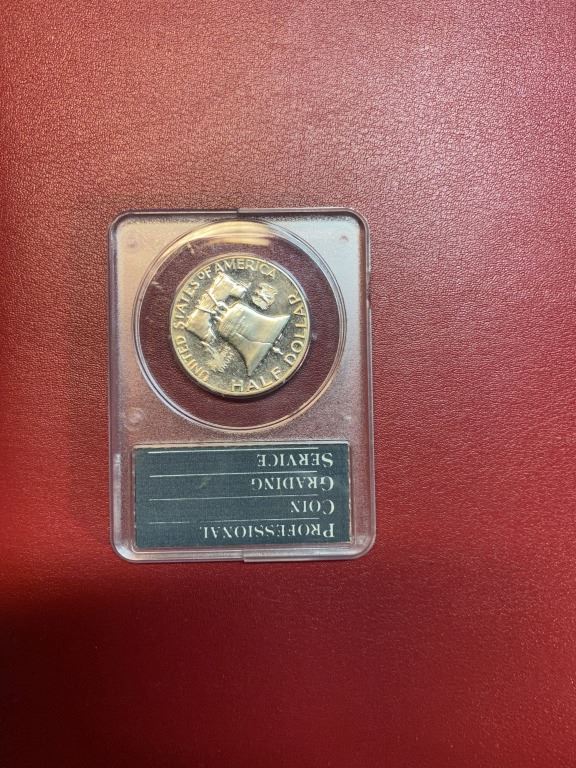 UNITED STATES OF AMERICA
HALF DOLLAR
PROFESSIONAL
COIN
GRADING
SERVICE